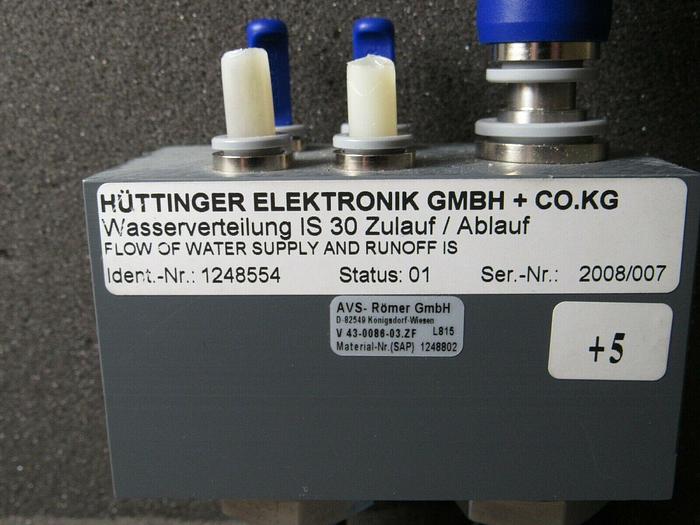 HÜTTINGER ELEKTRONIK GMBH + CO.KG
Wasserverteilung IS 30 Zulauf / Ablauf
FLOW OF WATER SUPPLY AND RUNOFF IS
Ident.-Nr.: 1248554 Status: 01 Ser.-Nr.: 2008/007
AVS- Römer GmbH
D-82549 Königsdorf-Wiesen
V 43-0086-03.ZF L815
Material-Nr.(SAP) 1248802
+5